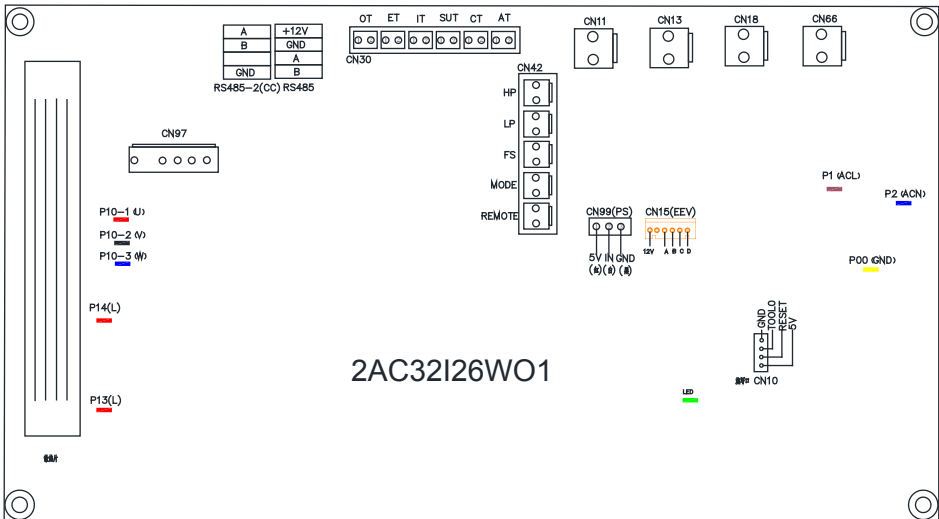 OT ET IT SUT CT AT
CN30
A +12V
B GND
A
GND B
RS485-2(CC) RS485
CN11
CN13
CN18
CN66
CN42
HP
LP
FS
MODE
REMOTE
CN97
P10-1 (U)
P10-2 (V)
P10-3 (W)
P14(L)
P13(L)
CN99(PS)
5V IN GND
CN15(EEV)
12V A B C D
P1 (ACL)
P2 (ACN)
P00 (GND)
GND
TOOL0
RESET
5V
CN10
2AC32I26WO1
LED